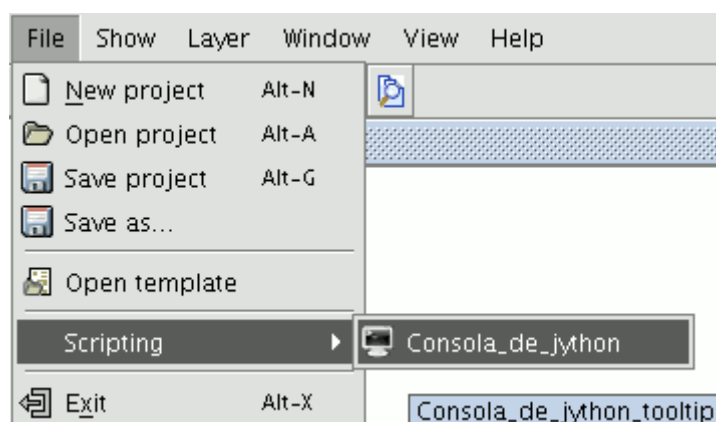 File Show Layer Window View Help
New project Alt-N
Open project Alt-A
Save project Alt-G
Save as...
Open template
Scripting Consola_de_jython
Exit Alt-X
Consola_de_jython_tooltip